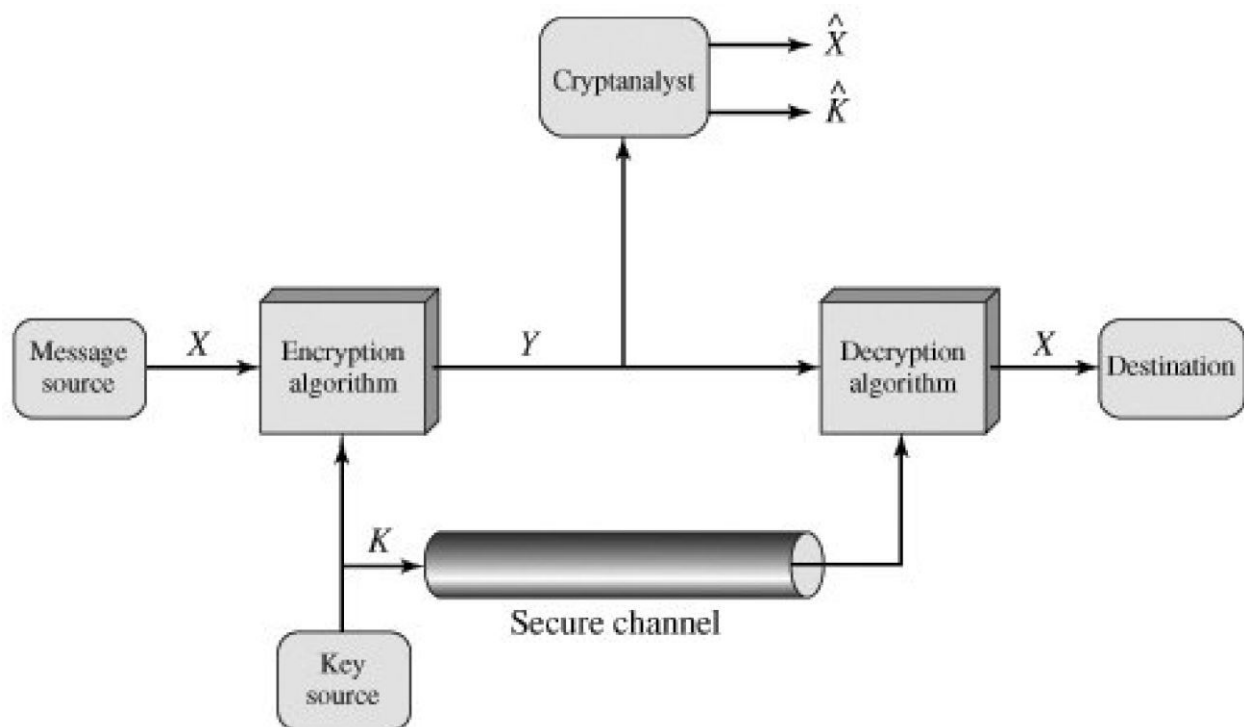 X̂
Cryptanalyst
K̂
Message
source
X
Encryption
algorithm
Y
Decryption
algorithm
X
Destination
K
Secure channel
Key
source